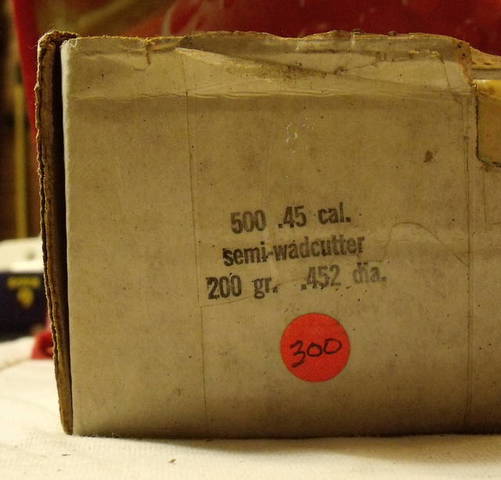 500 .45 cal.
semi-wadcutter
200 gr. .452 dia.
300